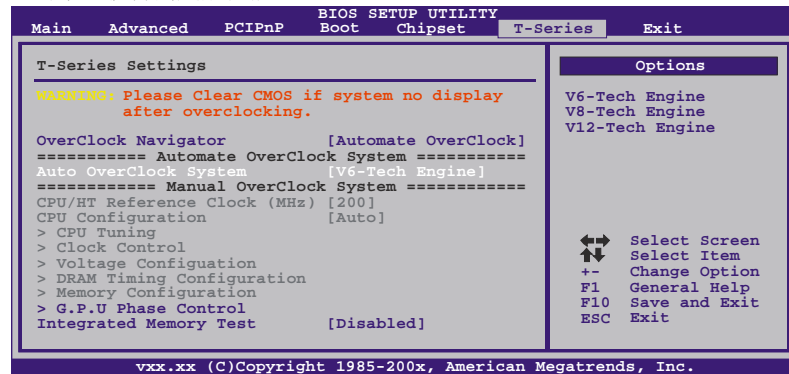 BIOS SETUP UTILITY
Main Advanced PCIPnP Boot Chipset T-Series Exit
T-Series Settings
WARNING: Please Clear CMOS if system no display
after overclocking.
OverClock Navigator [Automate OverClock]
=========== Automate OverClock System ===========
Auto OverClock System [V6-Tech Engine]
============ Manual OverClock System ============
CPU/HT Reference Clock (MHz) [200]
CPU Configuration [Auto]
> CPU Tuning
> Clock Control
> Voltage Configuation
> DRAM Timing Configuration
> Memory Configuration
> G.P.U Phase Control
Integrated Memory Test [Disabled]
Options
V6-Tech Engine
V8-Tech Engine
V12-Tech Engine
Select Screen
Select Item
+- Change Option
F1 General Help
F10 Save and Exit
ESC Exit
vxx.xx (C)Copyright 1985-200x, American Megatrends, Inc.